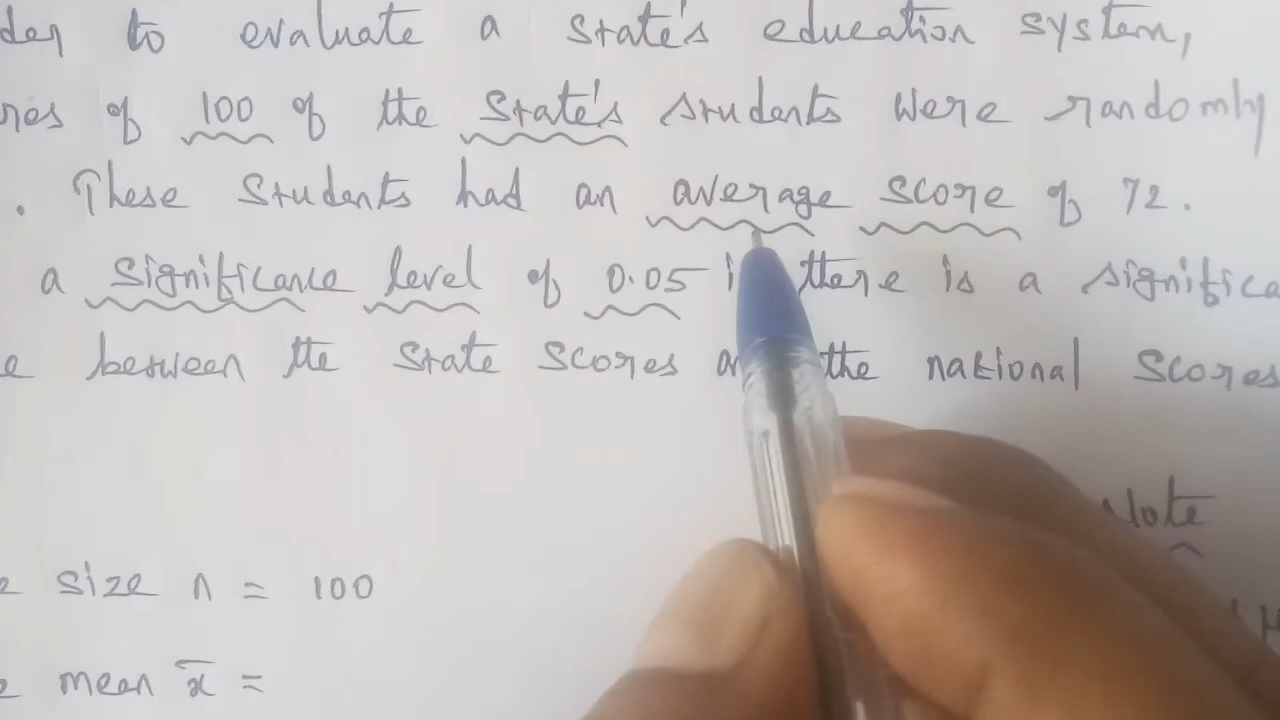 to evaluate a state's education system,
of 100 of the State's students were randomly
. These students had an average score of 72.
a significance level of 0.05 there is a
between the state scores the national scores
size n = 100
mean x̄ =